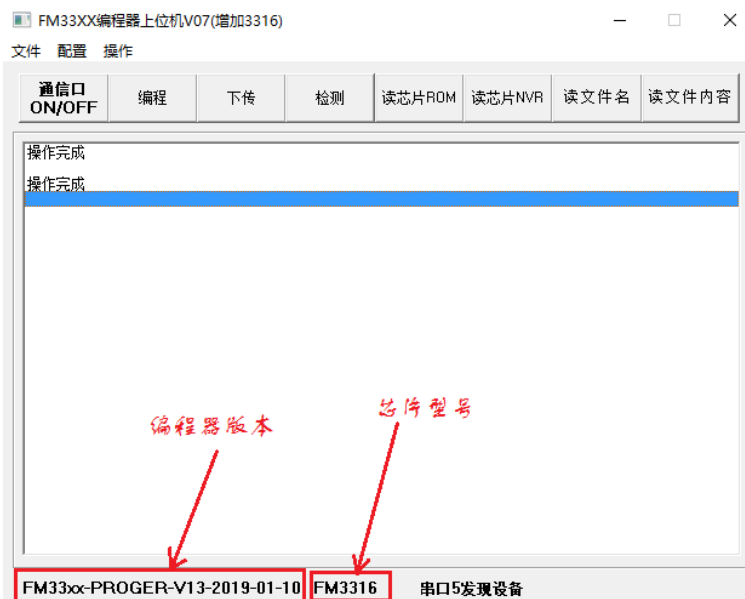 FM33XX编程器上位机V07(增加3316)
文件 配置 操作
通信口 ON/OFF 编程 下传 检测 读芯片ROM 读芯片NVR 读文件名 读文件内容
操作完成
操作完成
编程器版本
芯片型号
FM33xx-PROGER-V13-2019-01-10 FM3316 串口5发现设备